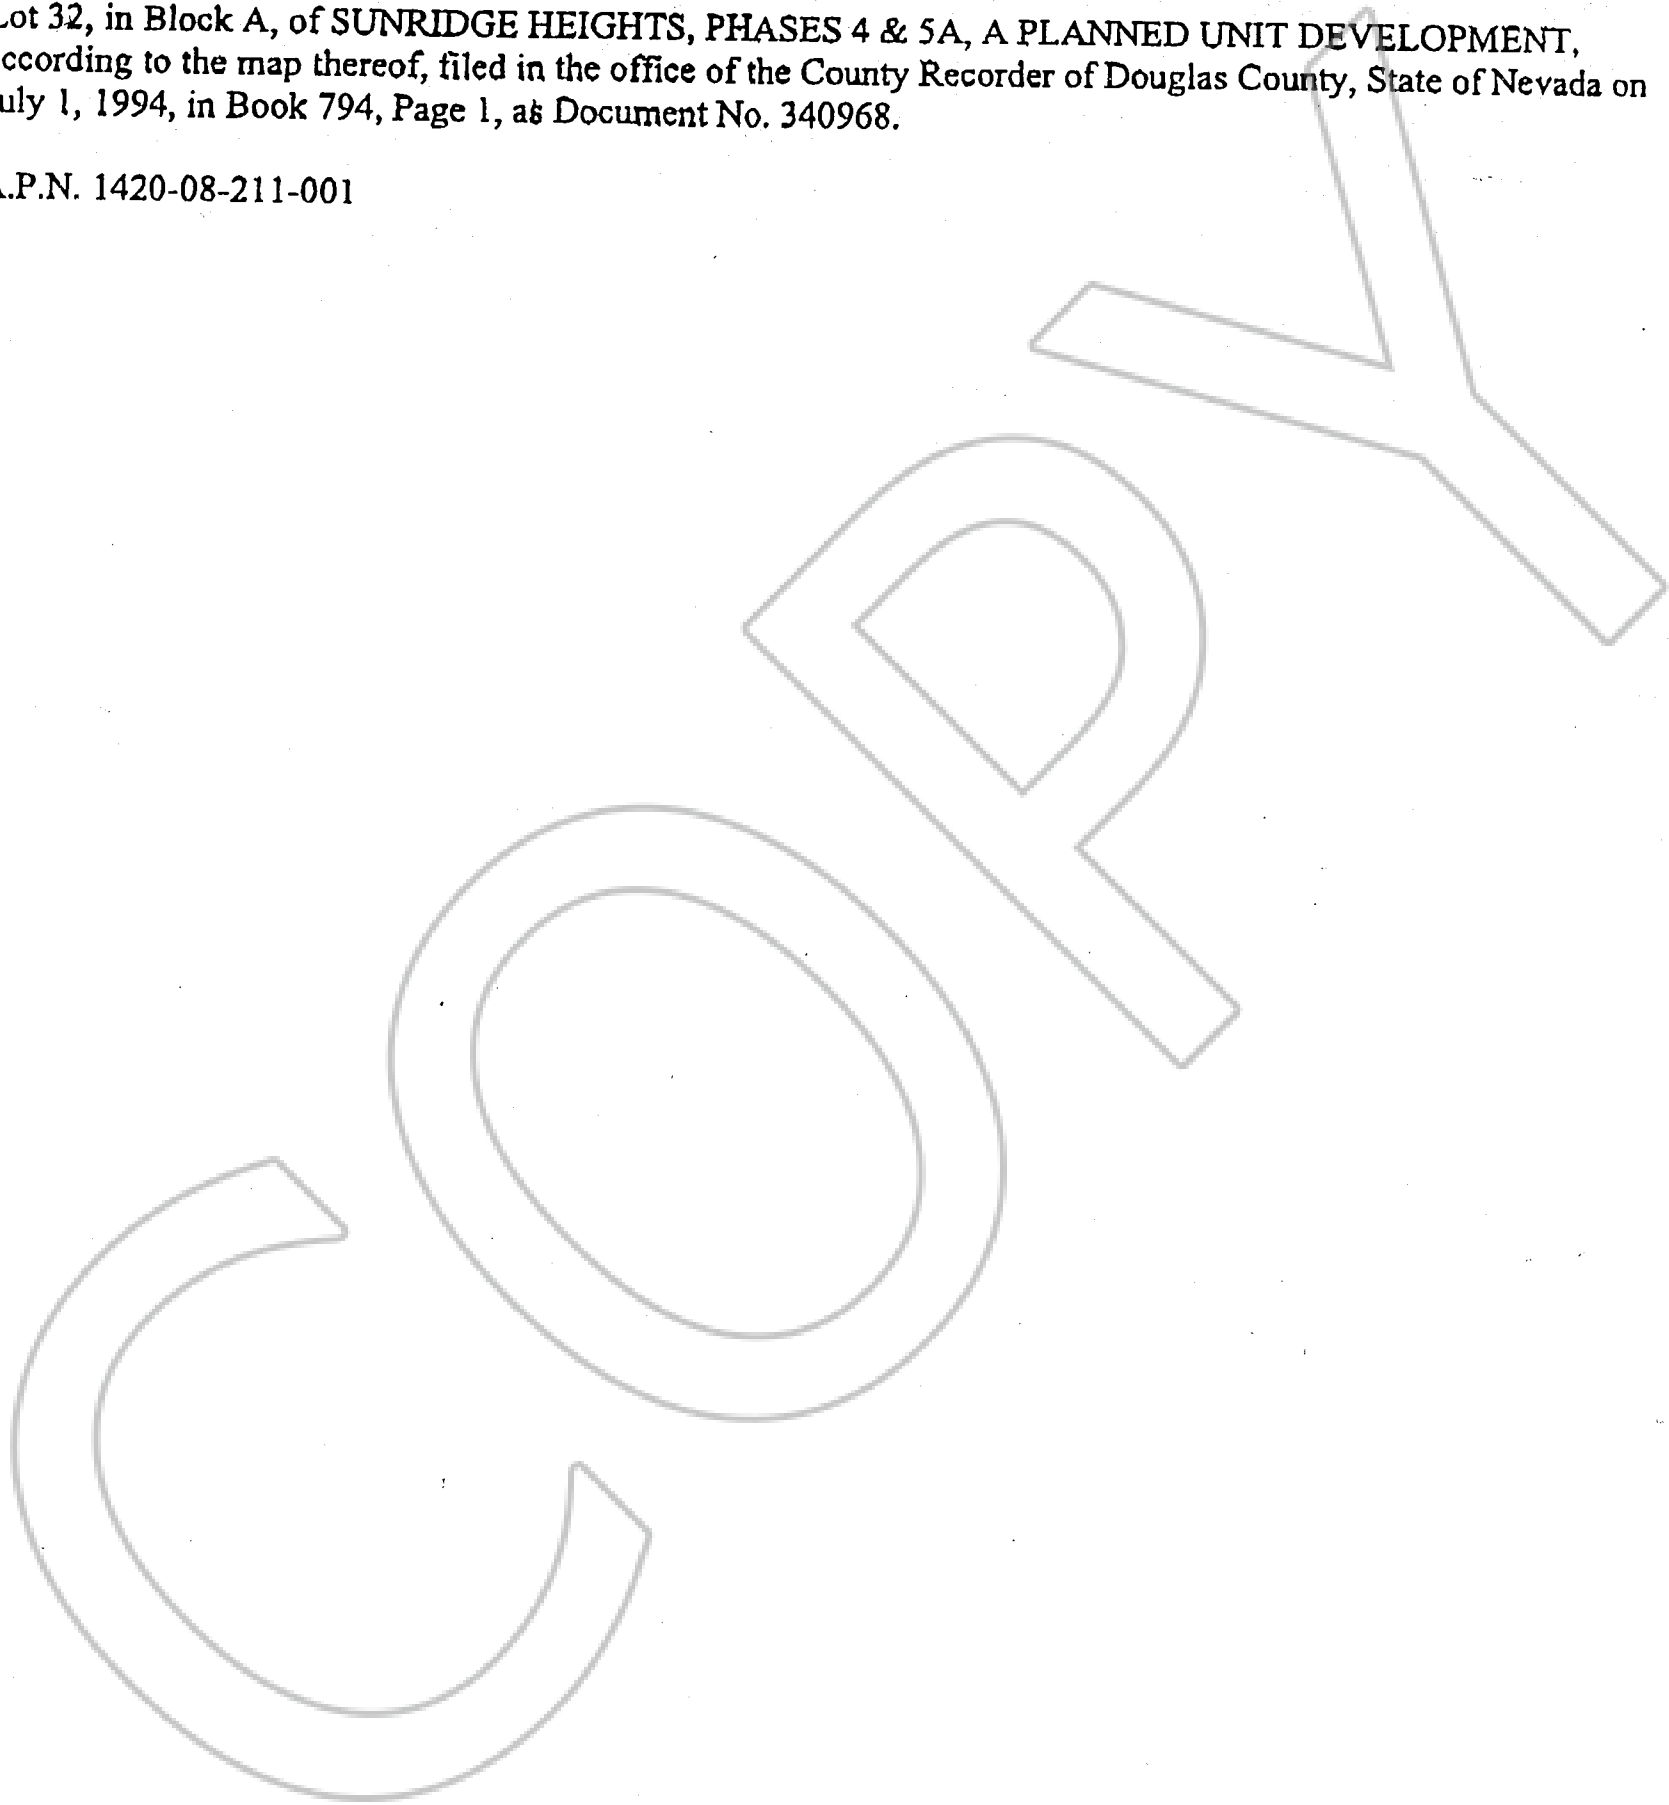 Lot 32, in Block A, of SUNRIDGE HEIGHTS, PHASES 4 & 5A, A PLANNED UNIT DEVELOPMENT,
ccording to the map thereof, filed in the office of the County Recorder of Douglas County, State of Nevada on
uly 1, 1994, in Book 794, Page 1, as Document No. 340968.
A.P.N. 1420-08-211-001
COPY